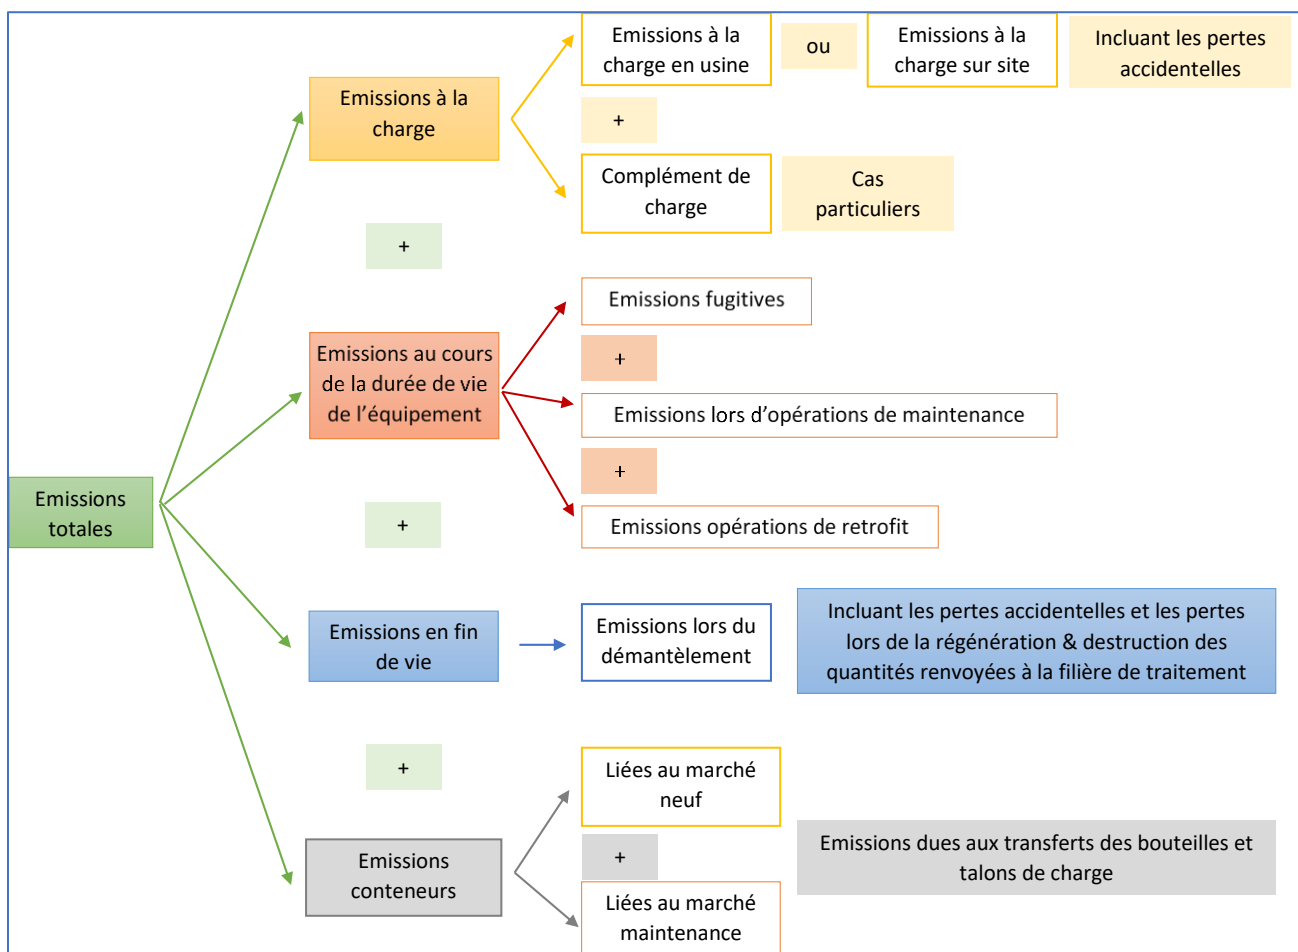 Emissions à la
charge en usine
ou
Emissions à la
charge sur site
Incluant les pertes
accidentelles
Emissions à la
charge
+
Complément de
charge
Cas
particuliers
+
Emissions fugitives
Emissions au cours
de la durée de vie
de l’équipement
+
Emissions lors d’opérations de maintenance
+
Emissions opérations de retrofit
Emissions
totales
+
Emissions en fin
de vie
Emissions lors du
démantèlement
Incluant les pertes accidentelles et les pertes
lors de la régénération & destruction des
quantités renvoyées à la filière de traitement
+
Liées au marché
neuf
Emissions
conteneurs
+
Emissions dues aux transferts des bouteilles et
talons de charge
Liées au marché
maintenance